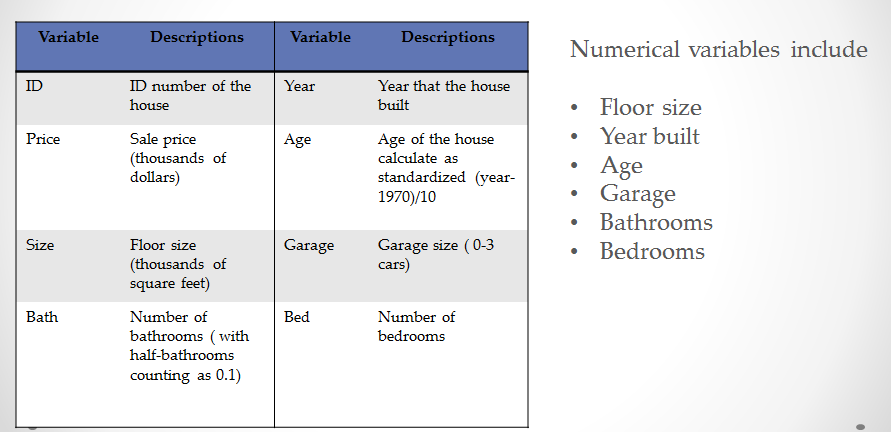 Variable Descriptions Variable Descriptions
ID ID number of the Year Year that the house
house built
Price Sale price Age Age of the house
(thousands of calculate as
dollars) standardized (year-
1970)/10
Size Floor size Garage Garage size ( 0-3
(thousands of cars)
square feet)
Bath Number of Bed Number of
bathrooms ( with bedrooms
half-bathrooms
counting as 0.1)
Numerical variables include
• Floor size
• Year built
• Age
• Garage
• Bathrooms
• Bedrooms